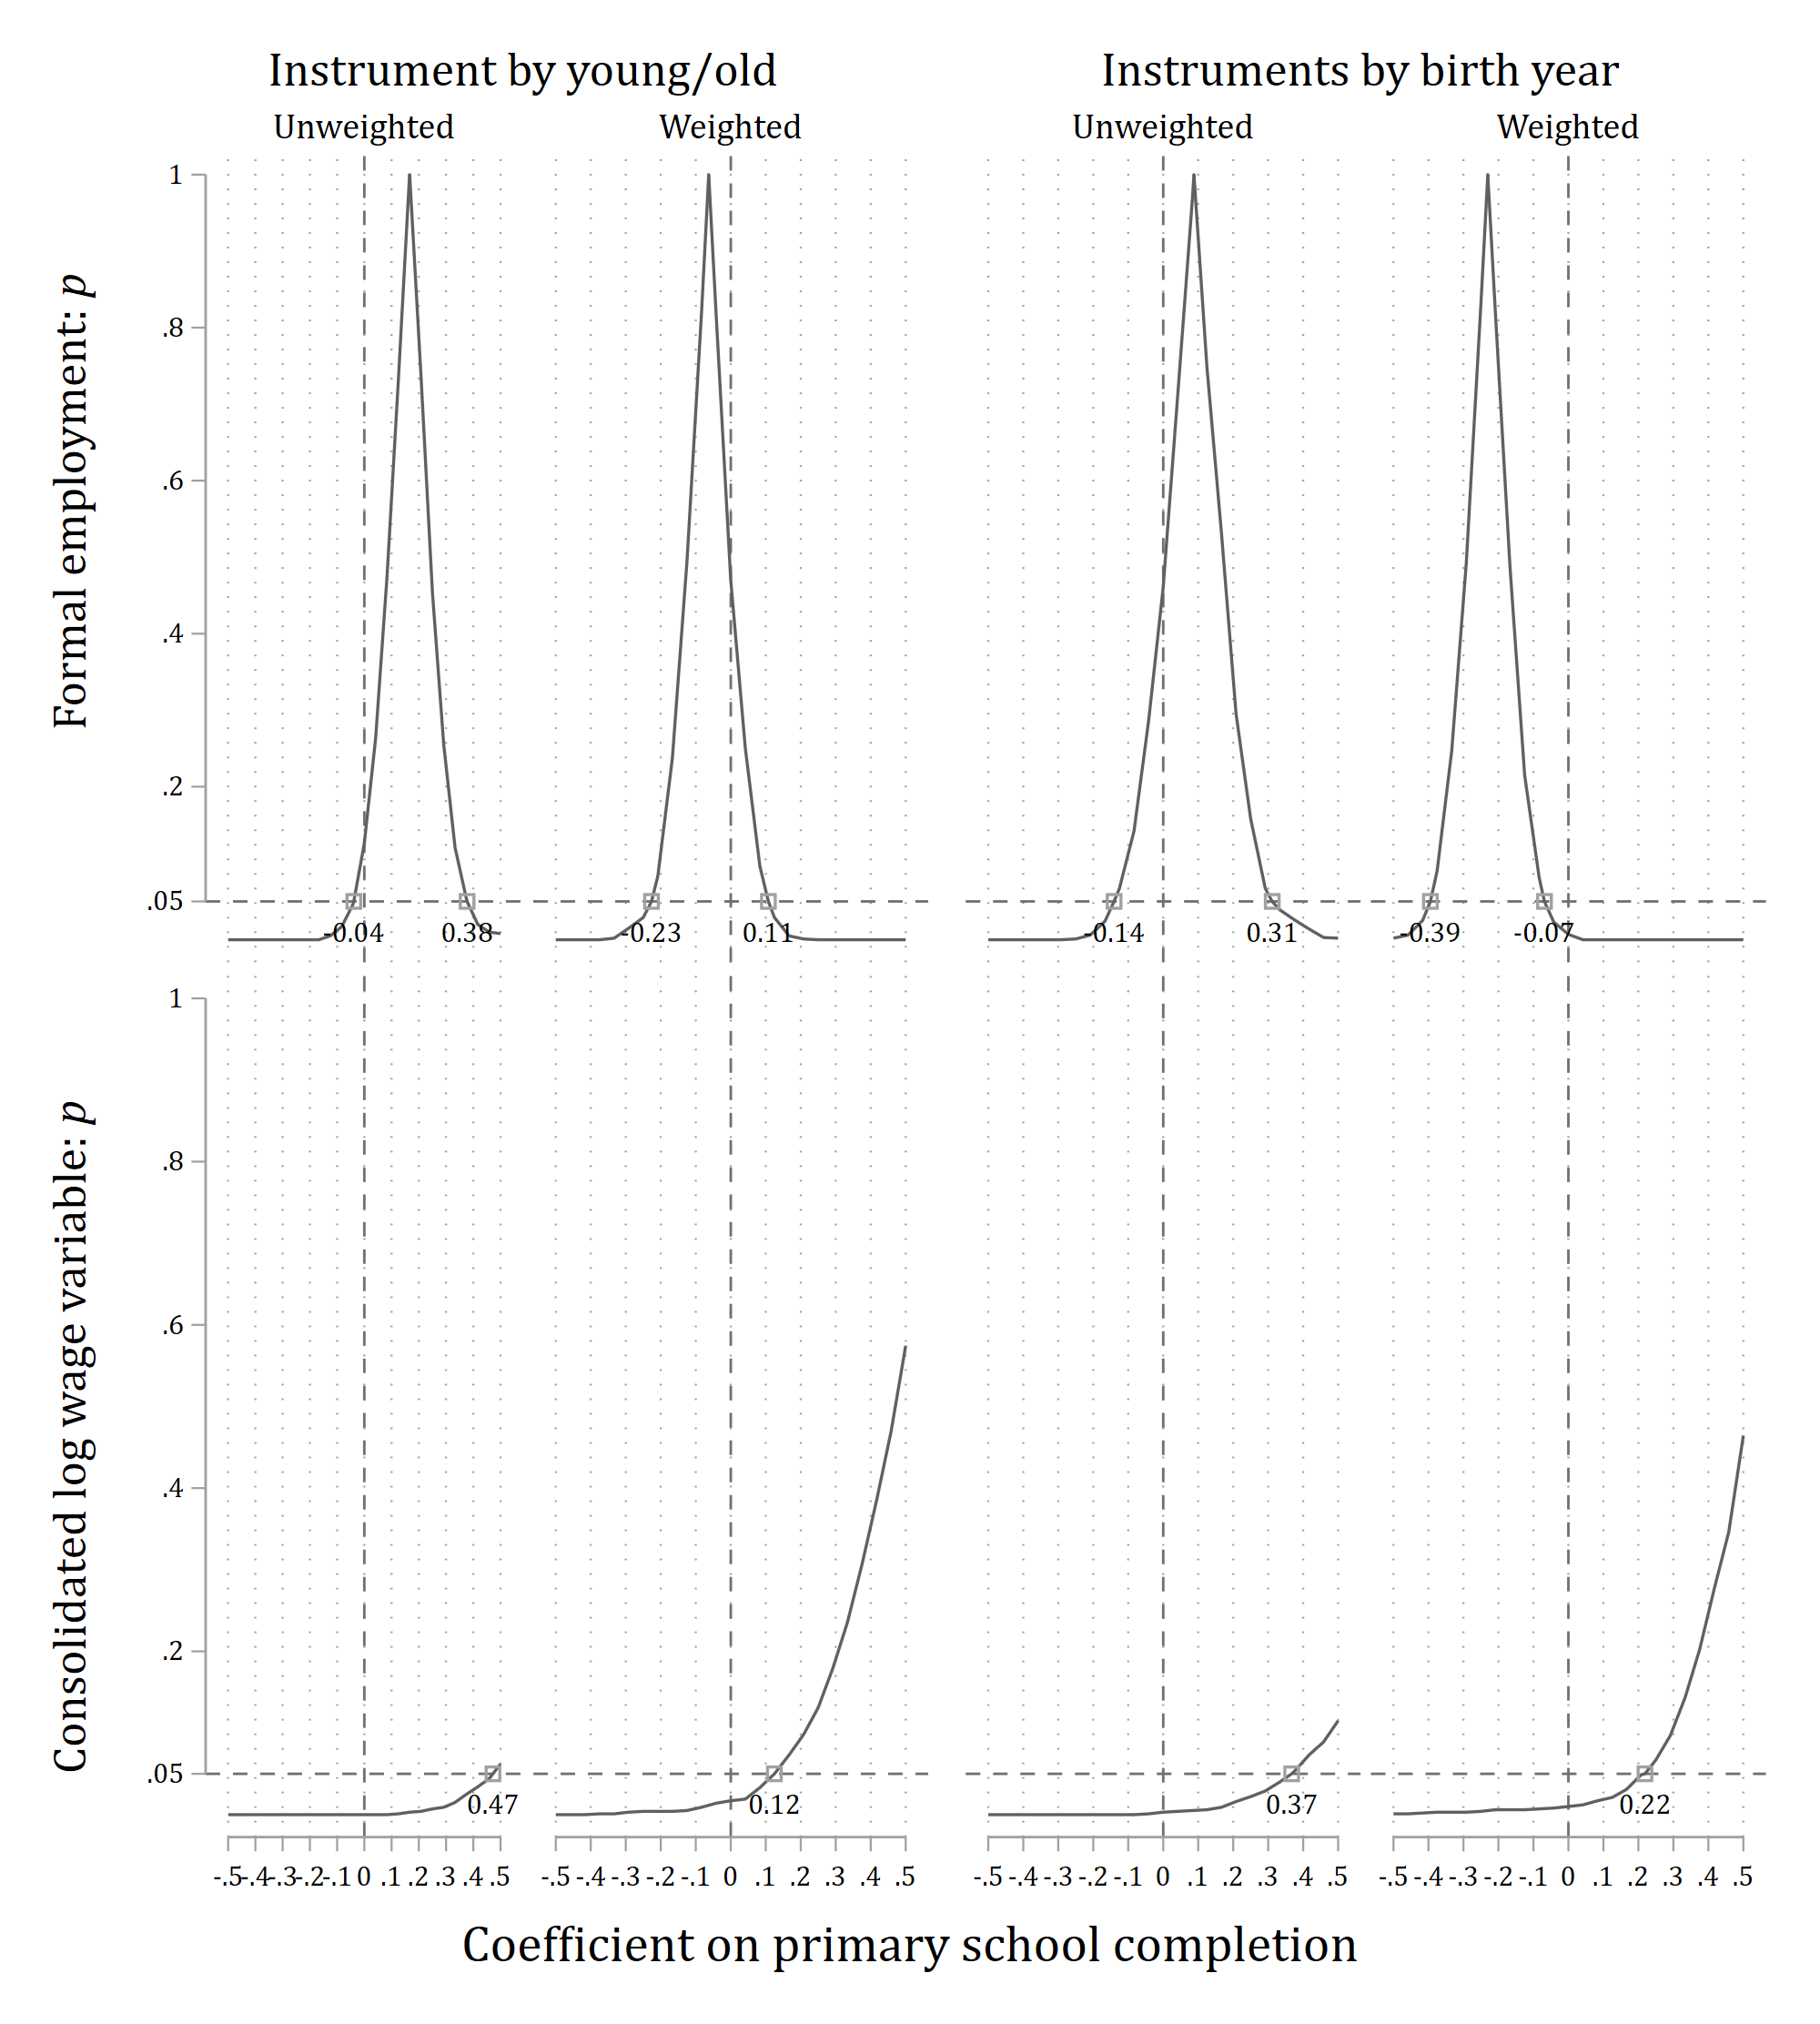 Instrument by young/old
Instruments by birth year
Unweighted
Weighted
Unweighted
Weighted
Formal employment: p
1
.8
.6
.4
.2
.05
-0.04
0.38
-0.23
0.11
-0.14
0.31
-0.39
-0.07
Consolidated log wage variable: p
1
.8
.6
.4
.2
.05
0.47
0.12
0.37
0.22
-.5 -.4 -.3 -.2 -.1 0 .1 .2 .3 .4 .5
-.5 -.4 -.3 -.2 -.1 0 .1 .2 .3 .4 .5
-.5 -.4 -.3 -.2 -.1 0 .1 .2 .3 .4 .5
-.5 -.4 -.3 -.2 -.1 0 .1 .2 .3 .4 .5
Coefficient on primary school completion